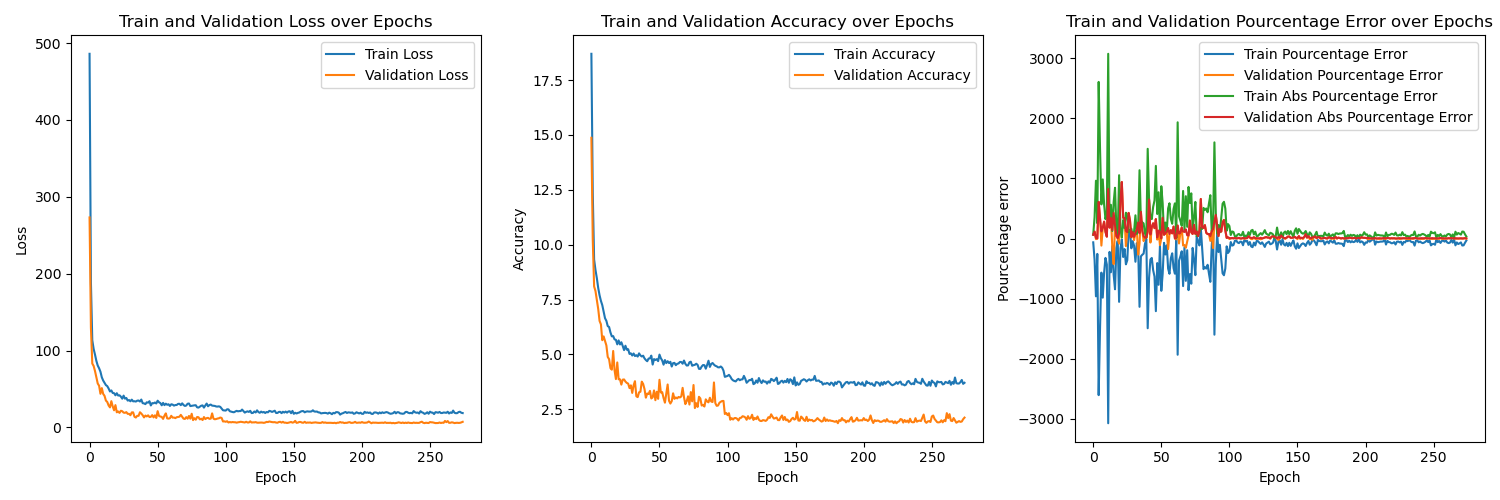 Train and Validation Loss over Epochs
Train Loss
Validation Loss
500
400
300
200
100
0
Loss
0 50 100 150 200 250
Epoch
Train and Validation Accuracy over Epochs
Train Accuracy
Validation Accuracy
17.5
15.0
12.5
10.0
7.5
5.0
2.5
Accuracy
0 50 100 150 200 250
Epoch
Train and Validation Pourcentage Error over Epochs
Train Pourcentage Error
Validation Pourcentage Error
Train Abs Pourcentage Error
Validation Abs Pourcentage Error
3000
2000
1000
0
−1000
−2000
−3000
Pourcentage error
0 50 100 150 200 250
Epoch